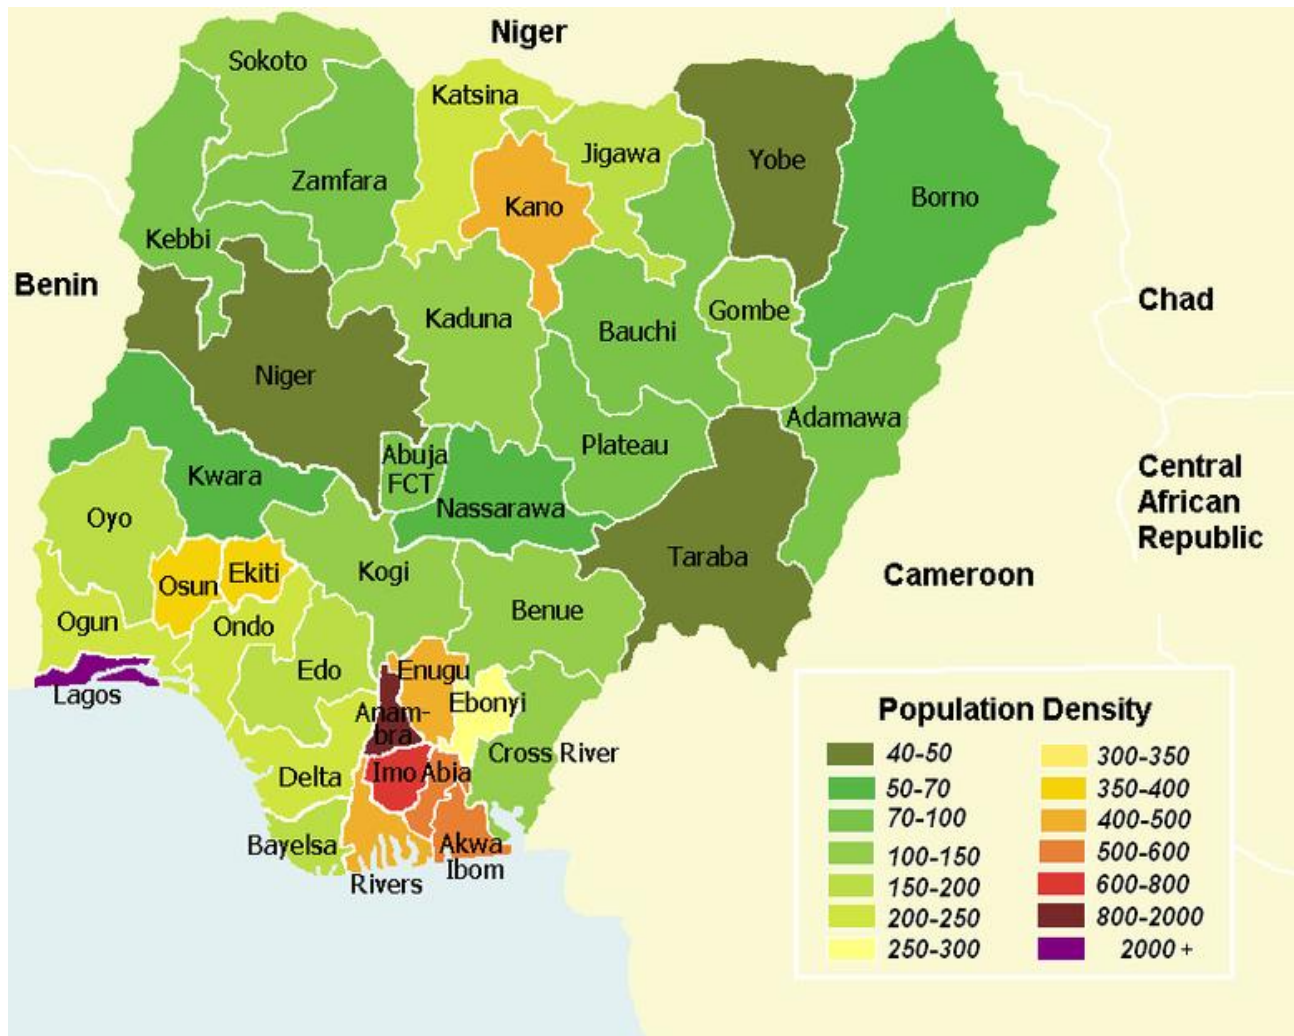 Niger
Sokoto
Katsina
Jigawa
Yobe
Zamfara
Borno
Kano
Kebbi
Benin
Chad
Gombe
Kaduna
Bauchi
Niger
Adamawa
Plateau
Abuja
FCT
Kwara
Nassarawa
Central
African
Republic
Oyo
Taraba
Kogi
Ekiti
Osun
Cameroon
Benue
Ogun
Ondo
Edo
Enugu
Lagos
Ebonyi
Anam-
bra
Cross River
Imo
Abia
Delta
Bayelsa
Akwa
Ibom
Rivers
Population Density
40-50
50-70
70-100
100-150
150-200
200-250
250-300
300-350
350-400
400-500
500-600
600-800
800-2000
2000 +